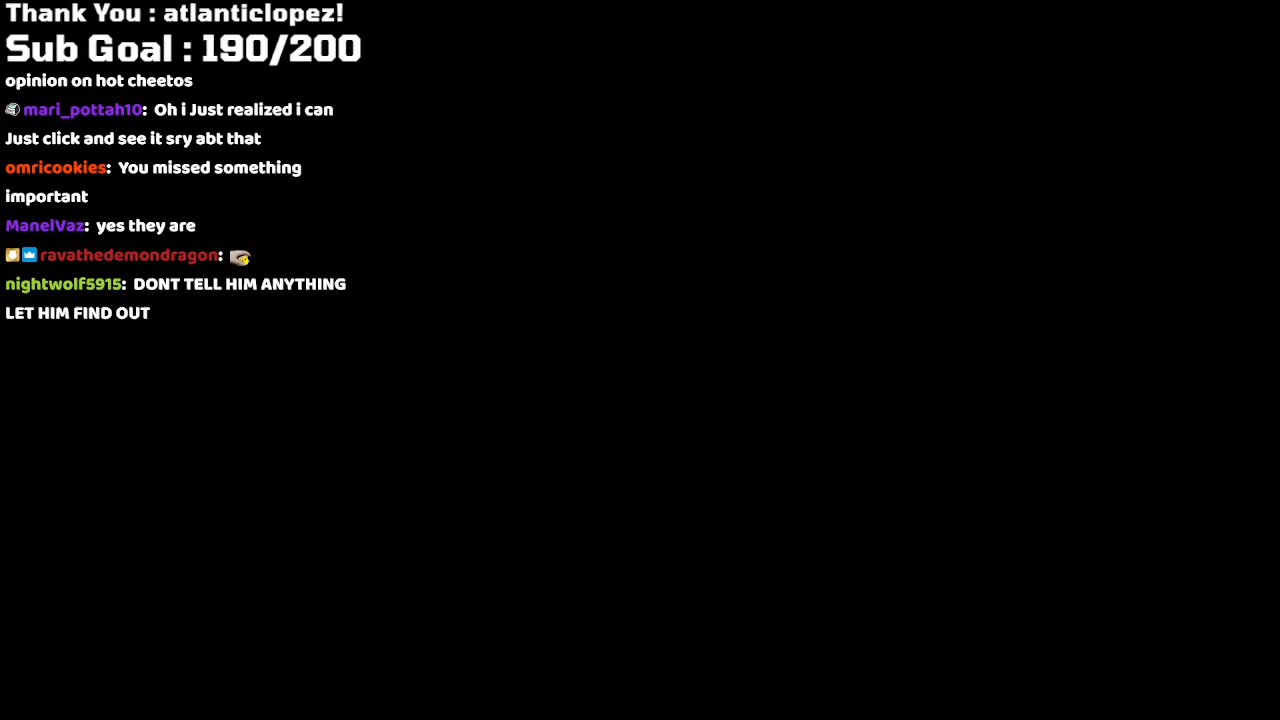 Thank You : atlanticlopez!
Sub Goal : 190/200
opinion on hot cheetos
mari_pottah10: Oh i Just realized i can
Just click and see it sry abt that
omricookies: You missed something
important
ManelVaz: yes they are
ravathedemondragon:
nightwolf5915: DONT TELL HIM ANYTHING
LET HIM FIND OUT